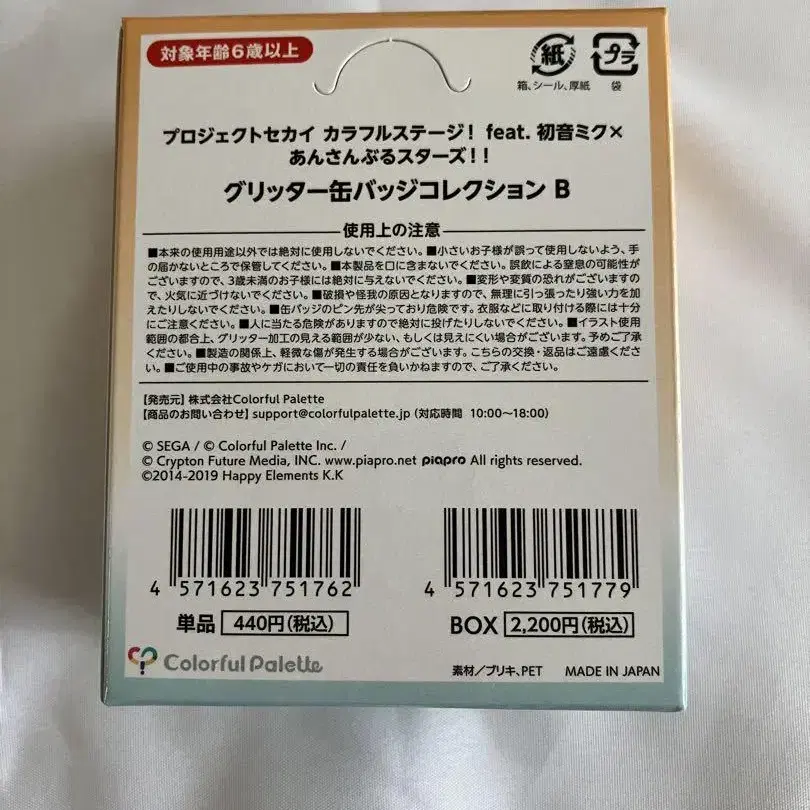 対象年齢6歳以上
紙
プラ
箱、シール、厚紙
袋
プロジェクトセカイ カラフルステージ! feat. 初音ミク×
あんさんぶるスターズ!!
グリッター缶バッジコレクション B
使用上の注意
■本来の使用用途以外では絶対に使用しないでください。■小さいお子様が誤って使用しないよう、手
の届かないところで保管してください。■本製品を口に含まないでください。誤飲による窒息の可能性が
ございますので、3歳未満のお子様には絶対に与えないでください。■変形や変質の恐れがございますの
で、火気に近づけないでください。■破損や怪我の原因となりますので、無理に引っ張ったり強い力を加
えたりしないでください。■缶バッジのピン先が尖っており危険です。衣服などに取り付ける際には十分
にご注意ください。■人に当たる危険がありますので絶対に投げたりしないでください。■イラスト使用
範囲の都合上、グリッター加工の見える範囲が少ない、もしくは見えにくい場合がございます。予めご了承
ください。■製造の関係上、軽微な傷が発生する場合がございます。こちらの交換・返品はご遠慮くださ
い。■ご使用中の事故やケガにおいて一切の責任を負いかねますので、ご了承ください。
【発売元】株式会社Colorful Palette
【商品のお問い合わせ】support@colorfulpalette.jp (対応時間 10:00～18:00)
© SEGA / © Colorful Palette Inc. /
© Crypton Future Media, INC. www.piapro.net piapro All rights reserved.
©2014-2019 Happy Elements K.K
4 571623 751762
4 571623 751779
単品 440円(税込)
BOX 2,200円(税込)
Colorful Palette
素材/ブリキ、PET MADE IN JAPAN